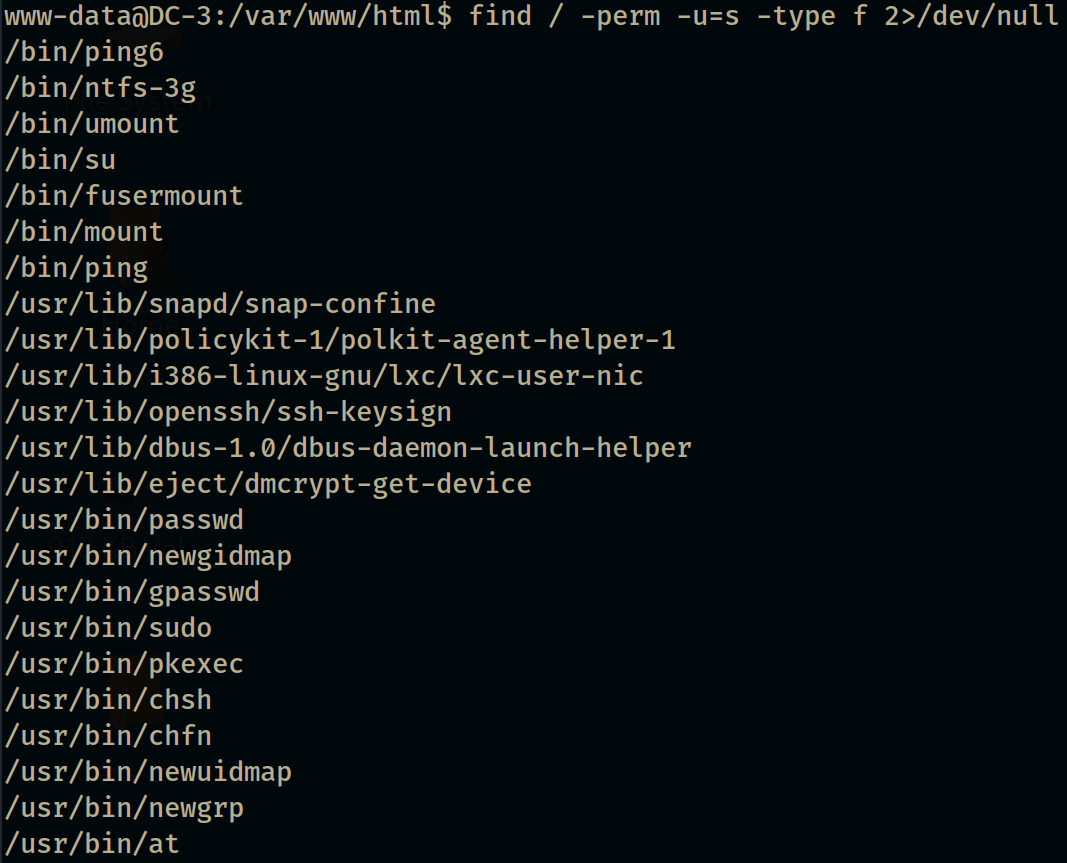 www-data@DC-3:/var/www/html$ find / -perm -u=s -type f 2>/dev/null
/bin/ping6
/bin/ntfs-3g
/bin/umount
/bin/su
/bin/fusermount
/bin/mount
/bin/ping
/usr/lib/snapd/snap-confine
/usr/lib/policykit-1/polkit-agent-helper-1
/usr/lib/i386-linux-gnu/lxc/lxc-user-nic
/usr/lib/openssh/ssh-keysign
/usr/lib/dbus-1.0/dbus-daemon-launch-helper
/usr/lib/eject/dmcrypt-get-device
/usr/bin/passwd
/usr/bin/newgidmap
/usr/bin/gpasswd
/usr/bin/sudo
/usr/bin/pkexec
/usr/bin/chsh
/usr/bin/chfn
/usr/bin/newuidmap
/usr/bin/newgrp
/usr/bin/at